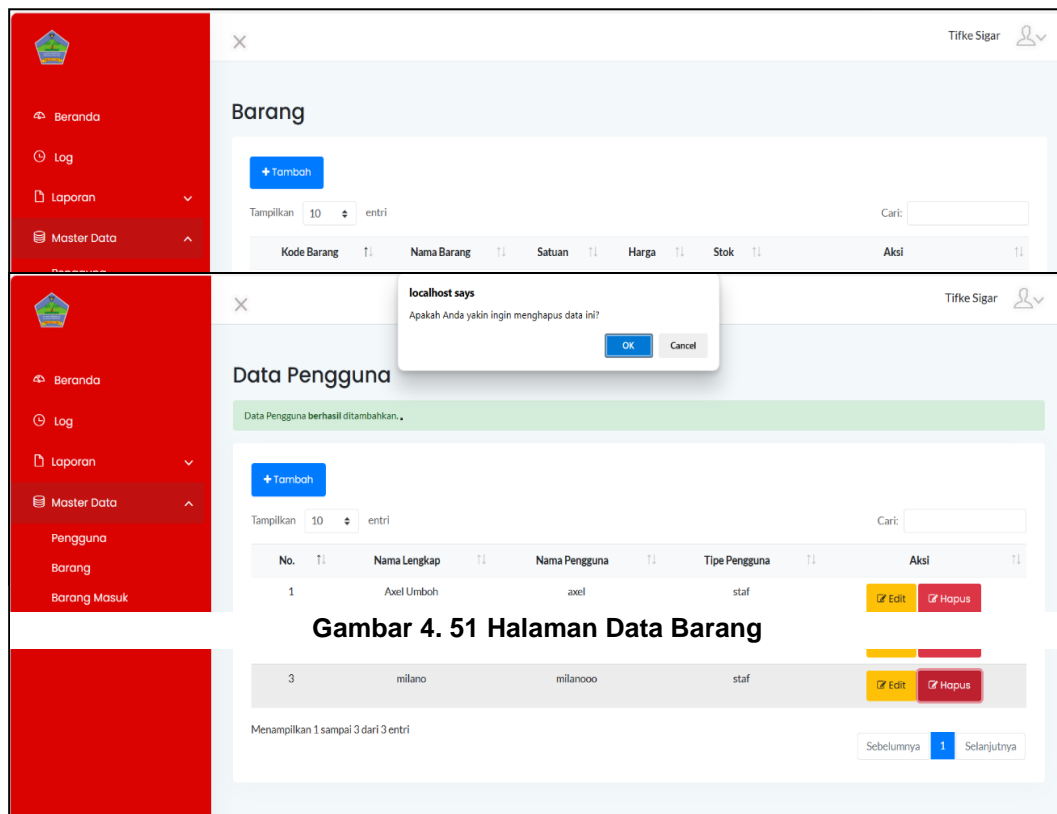 Tifke Sigar
Barang
Beranda
Log
Laporan
Master Data
+Tambah
Tampilkan 10 entri
Cari:
Kode Barang Nama Barang Satuan Harga Stok Aksi
localhost says
Apakah Anda yakin ingin menghapus data ini?
OK Cancel
Tifke Sigar
Data Pengguna
Data Pengguna berhasil ditambahkan..
Beranda
Log
Laporan
Master Data
Pengguna
Barang
Barang Masuk
+Tambah
Tampilkan 10 entri
Cari:
No. Nama Lengkap Nama Pengguna Tipe Pengguna Aksi
1 Axel Umboh axel staf Edit Hapus
Gambar 4. 51 Halaman Data Barang
3 milano milanooo staf Edit Hapus
Menampilkan 1 sampai 3 dari 3 entri
Sebelumnya 1 Selanjutnya